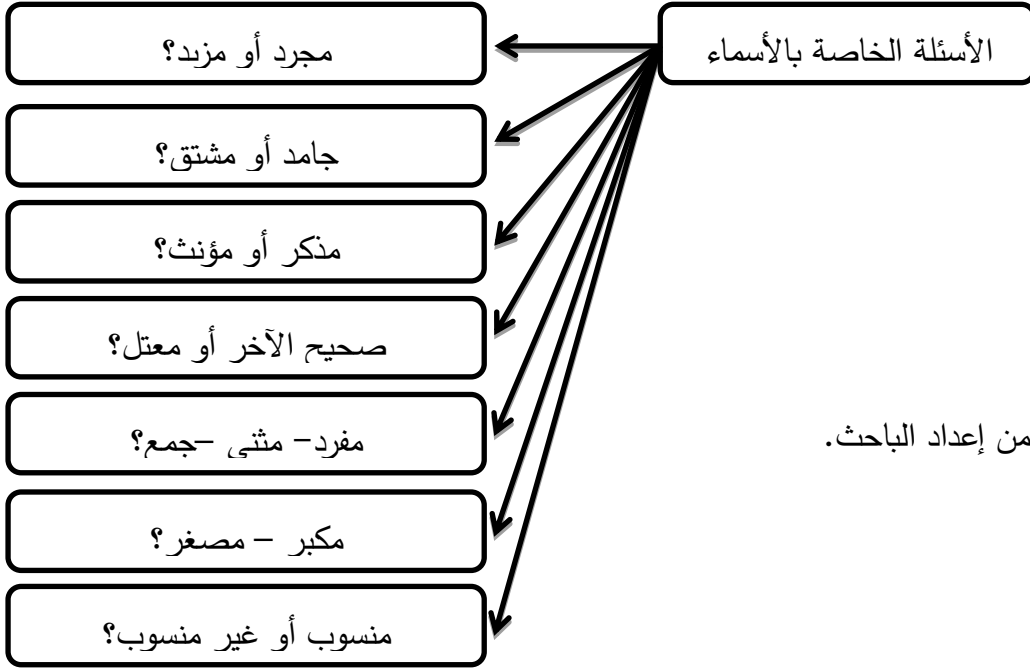 الأسئلة الخاصة بالأسماء
مجرد أو مزيد؟
جامد أو مشتق؟
مذكر أو مؤنث؟
صحيح الآخر أو معتل؟
مفرد– مثنى –جمع؟
من إعداد الباحث.
مكبر – مصغر؟
منسوب أو غير منسوب؟